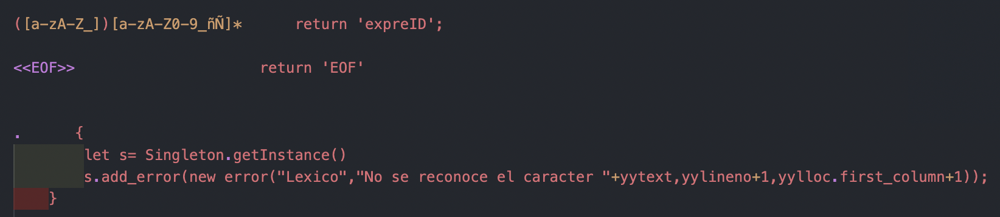 ([a-zA-Z_])[a-zA-Z0-9_ñÑ]*      return 'expreID';
<<EOF>>                     return 'EOF'
.      {
        let s= Singleton.getInstance()
        s.add_error(new error("Lexico","No se reconoce el caracter "+yytext,yylineno+1,yylloc.first_column+1));
    }